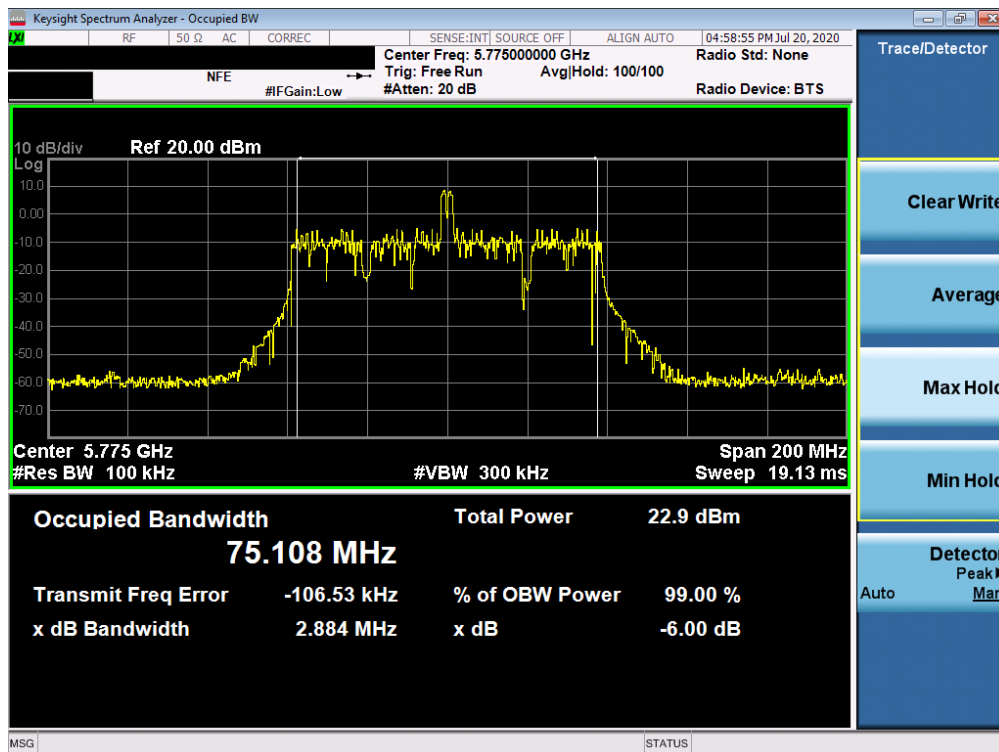 Keysight Spectrum Analyzer - Occupied BW
LXI RF 50 Ω AC CORREC SENSE:INT SOURCE OFF ALIGN AUTO 04:58:55 PM Jul 20, 2020
Center Freq: 5.775000000 GHz Radio Std: None
NFE Trig: Free Run Avg|Hold: 100/100
#IFGain:Low #Atten: 20 dB Radio Device: BTS
10 dB/div Ref 20.00 dBm
Log
10.0
0.00
-10.0
-20.0
-30.0
-40.0
-50.0
-60.0
-70.0
Center 5.775 GHz Span 200 MHz
#Res BW 100 kHz #VBW 300 kHz Sweep 19.13 ms
Occupied Bandwidth Total Power 22.9 dBm
75.108 MHz
Transmit Freq Error -106.53 kHz % of OBW Power 99.00 %
x dB Bandwidth 2.884 MHz x dB -6.00 dB
MSG STATUS
Trace/Detector
Clear Write
Average
Max Hold
Min Hold
Detector
Peak
Auto Man